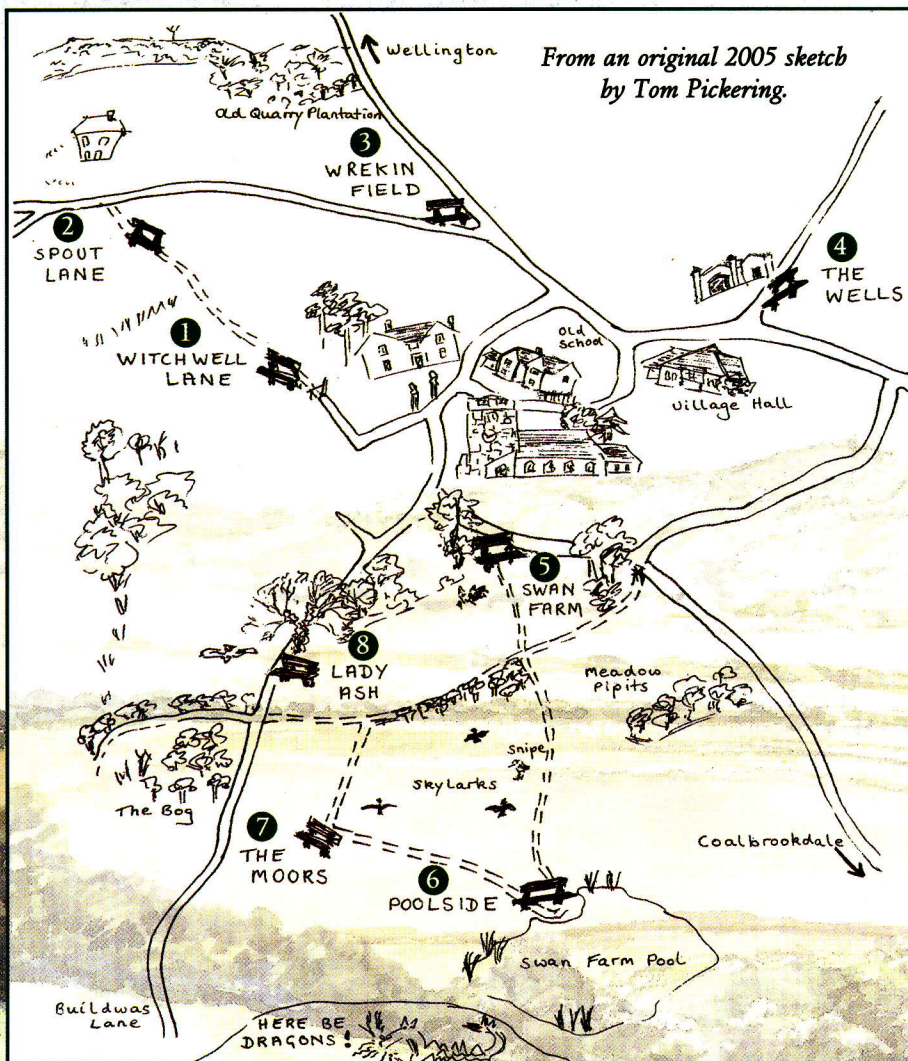 From an original 2005 sketch
by Tom Pickering.
Wellington
Old Quarry Plantation
3
WREKIN
FIELD
2
SPOUT
LANE
4
THE
WELLS
1
WITCHWELL
LANE
OLD
SCHOOL
Village Hall
5
SWAN
FARM
8
LADY
ASH
Meadow
Pipits
Snipe
Skylarks
The Bog
7
THE
MOORS
6
POOLSIDE
Coalbrookdale
Swan Farm Pool
Buildwas
Lane
HERE BE
DRAGONS!